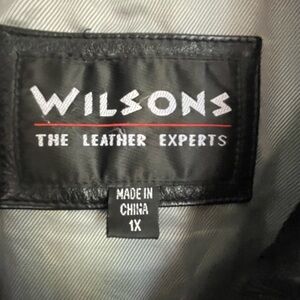 WILSONS
THE LEATHER EXPERTS
MADE IN
CHINA
1X